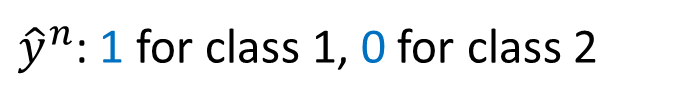 ŷⁿ: 1 for class 1, 0 for class 2